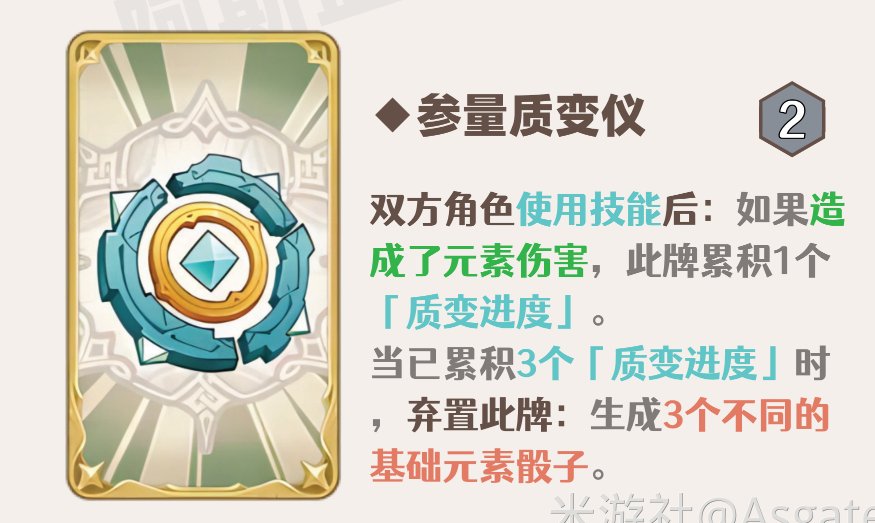 ◆参量质变仪
2
双方角色使用技能后：如果造
成了元素伤害，此牌累积1个
「质变进度」。
当已累积3个「质变进度」时
，弃置此牌：生成3个不同的
基础元素骰子。
米游社@Asgate